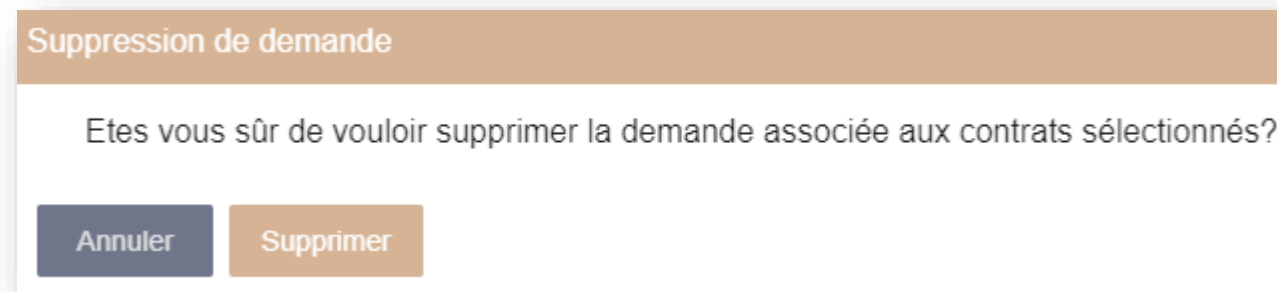 Suppression de demande
Etes vous sûr de vouloir supprimer la demande associée aux contrats sélectionnés?
Annuler
Supprimer